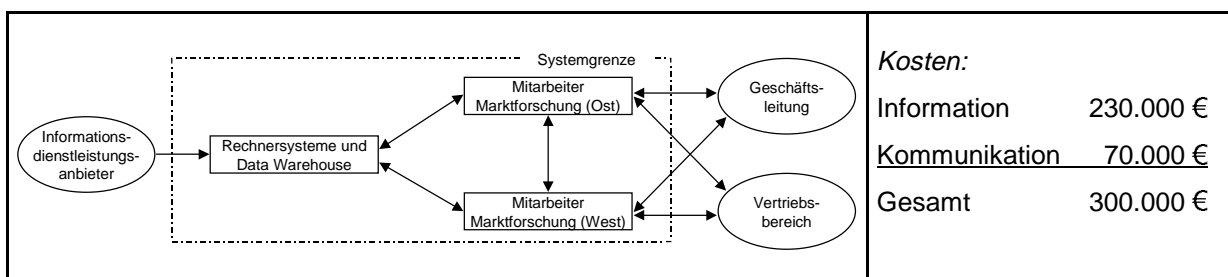 Systemgrenze
Informations-
dienstleistungs-
anbieter
Rechnersysteme und
Data Warehouse
Mitarbeiter
Marktforschung (Ost)
Mitarbeiter
Marktforschung (West)
Geschäfts-
leitung
Vertriebs-
bereich
Kosten:
Information 230.000 €
Kommunikation 70.000 €
Gesamt 300.000 €